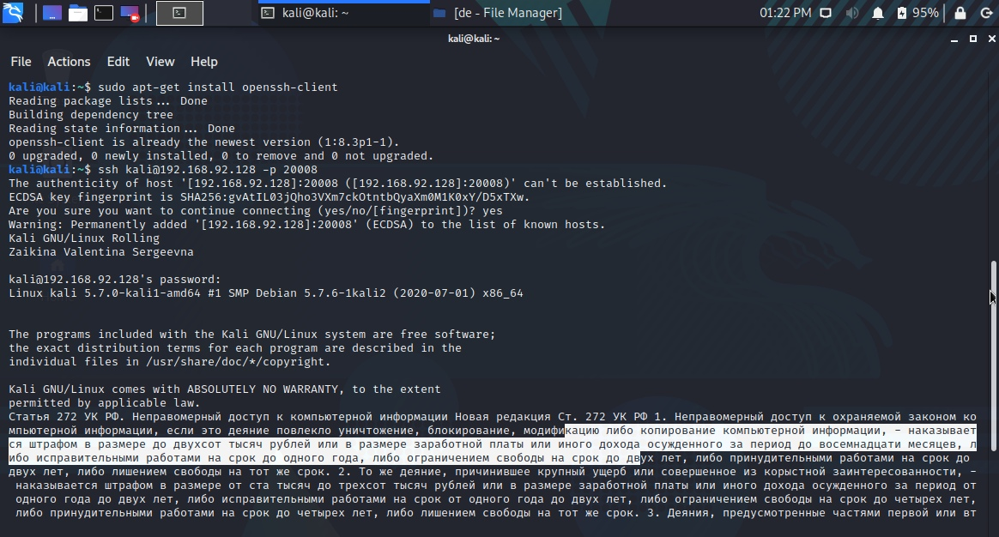 kali@kali: ~
[de - File Manager]
01:22 PM
95%
kali@kali: ~
File Actions Edit View Help
kali@kali:~$ sudo apt-get install openssh-client
Reading package lists... Done
Building dependency tree
Reading state information... Done
openssh-client is already the newest version (1:8.3p1-1).
0 upgraded, 0 newly installed, 0 to remove and 0 not upgraded.
kali@kali:~$ ssh kali@192.168.92.128 -p 20008
The authenticity of host '[192.168.92.128]:20008 ([192.168.92.128]:20008)' can't be established.
ECDSA key fingerprint is SHA256:gvAtIL03jQho3VXm7ckOtntbQyaXm0M1K0xY/D5xTXw.
Are you sure you want to continue connecting (yes/no/[fingerprint])? yes
Warning: Permanently added '[192.168.92.128]:20008' (ECDSA) to the list of known hosts.
Kali GNU/Linux Rolling
Zaikina Valentina Sergeevna
kali@192.168.92.128's password:
Linux kali 5.7.0-kali1-amd64 #1 SMP Debian 5.7.6-1kali2 (2020-07-01) x86_64
The programs included with the Kali GNU/Linux system are free software;
the exact distribution terms for each program are described in the
individual files in /usr/share/doc/*/copyright.
Kali GNU/Linux comes with ABSOLUTELY NO WARRANTY, to the extent
permitted by applicable law.
Статья 272 УК РФ. Неправомерный доступ к компьютерной информации Новая редакция Ст. 272 УК РФ 1. Неправомерный доступ к охраняемой законом ко
мпьютерной информации, если это деяние повлекло уничтожение, блокирование, модификацию либо копирование компьютерной информации, - наказывает
ся штрафом в размере до двухсот тысяч рублей или в размере заработной платы или иного дохода осужденного за период до восемнадцати месяцев, л
ибо исправительными работами на срок до одного года, либо ограничением свободы на срок до двух лет, либо принудительными работами на срок до
двух лет, либо лишением свободы на тот же срок. 2. То же деяние, причинившее крупный ущерб или совершенное из корыстной заинтересованности, -
наказывается штрафом в размере от ста тысяч до трехсот тысяч рублей или в размере заработной платы или иного дохода осужденного за период от
одного года до двух лет, либо исправительными работами на срок от одного года до двух лет, либо ограничением свободы на срок до четырех лет,
либо принудительными работами на срок до четырех лет, либо лишением свободы на тот же срок. 3. Деяния, предусмотренные частями первой или вт